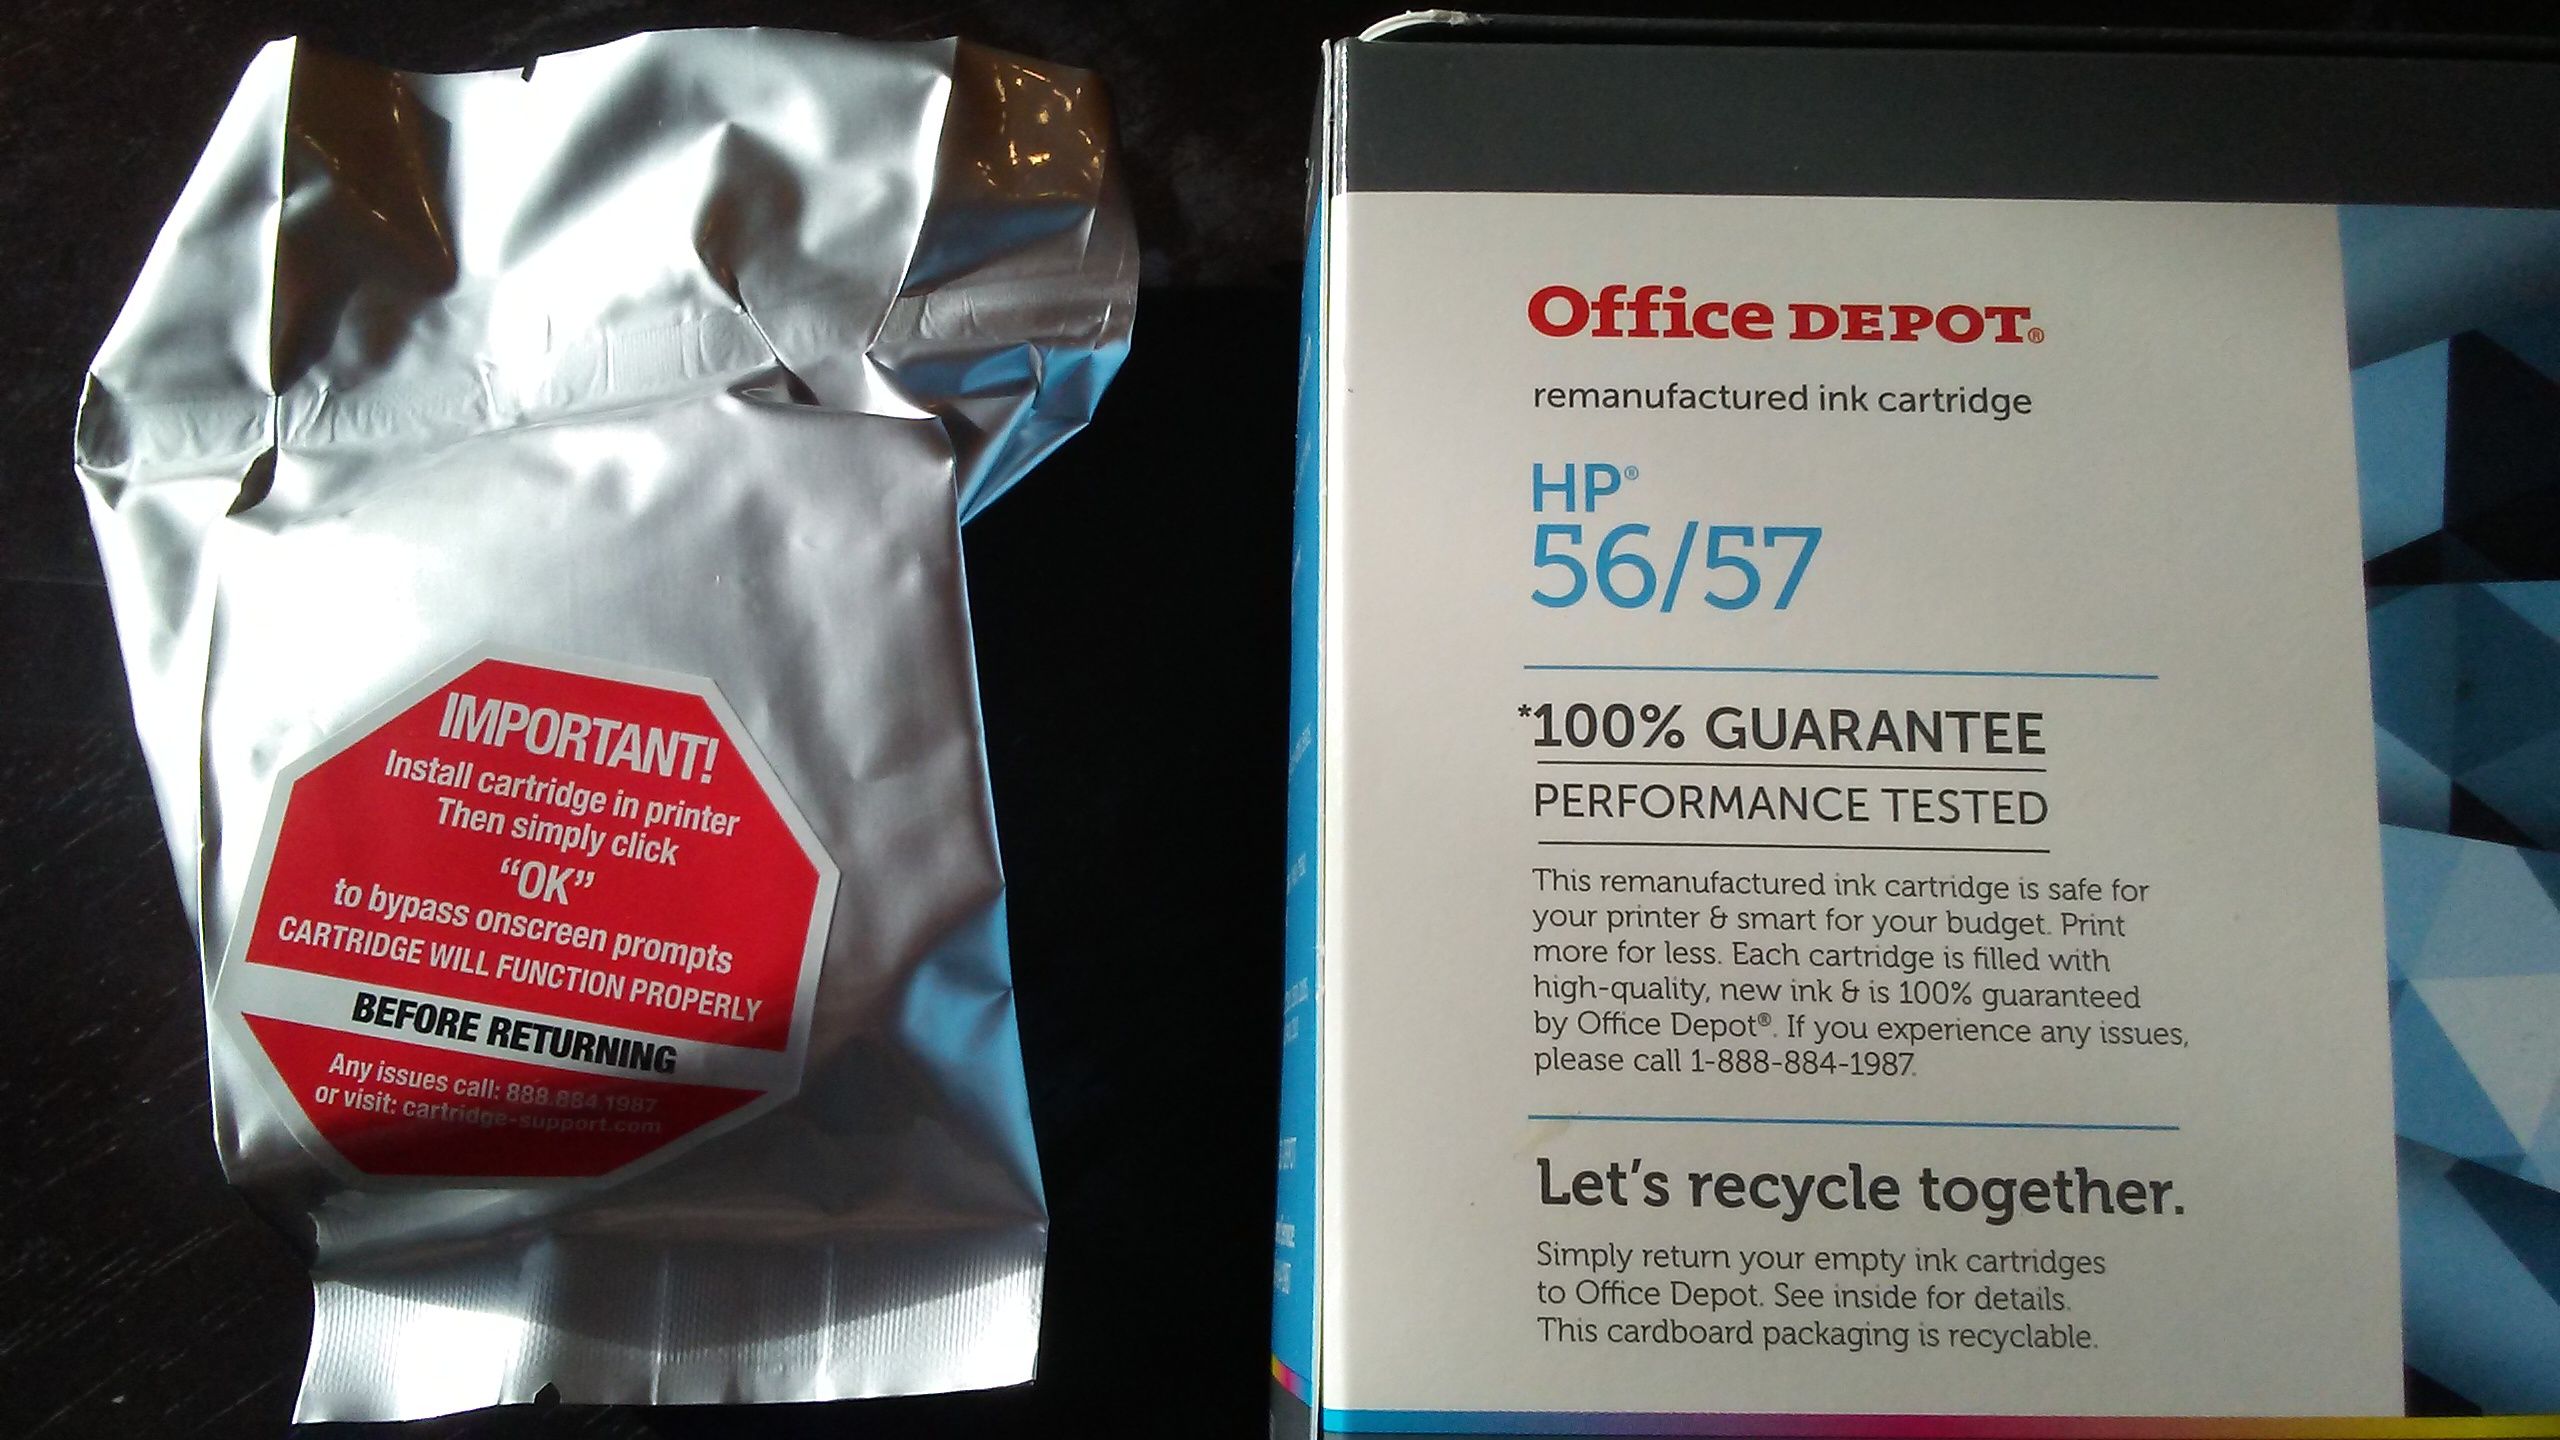 IMPORTANT!
Install cartridge in printer
Then simply click
“OK”
to bypass onscreen prompts
CARTRIDGE WILL FUNCTION PROPERLY
BEFORE RETURNING
Any issues call: 888.884.1987
or visit: cartridge-support.com
Office DEPOT®
remanufactured ink cartridge
HP®
56/57
*100% GUARANTEE
PERFORMANCE TESTED
This remanufactured ink cartridge is safe for
your printer & smart for your budget. Print
more for less. Each cartridge is filled with
high-quality, new ink & is 100% guaranteed
by Office Depot®. If you experience any issues,
please call 1-888-884-1987.
Let's recycle together.
Simply return your empty ink cartridges
to Office Depot. See inside for details.
This cardboard packaging is recyclable.